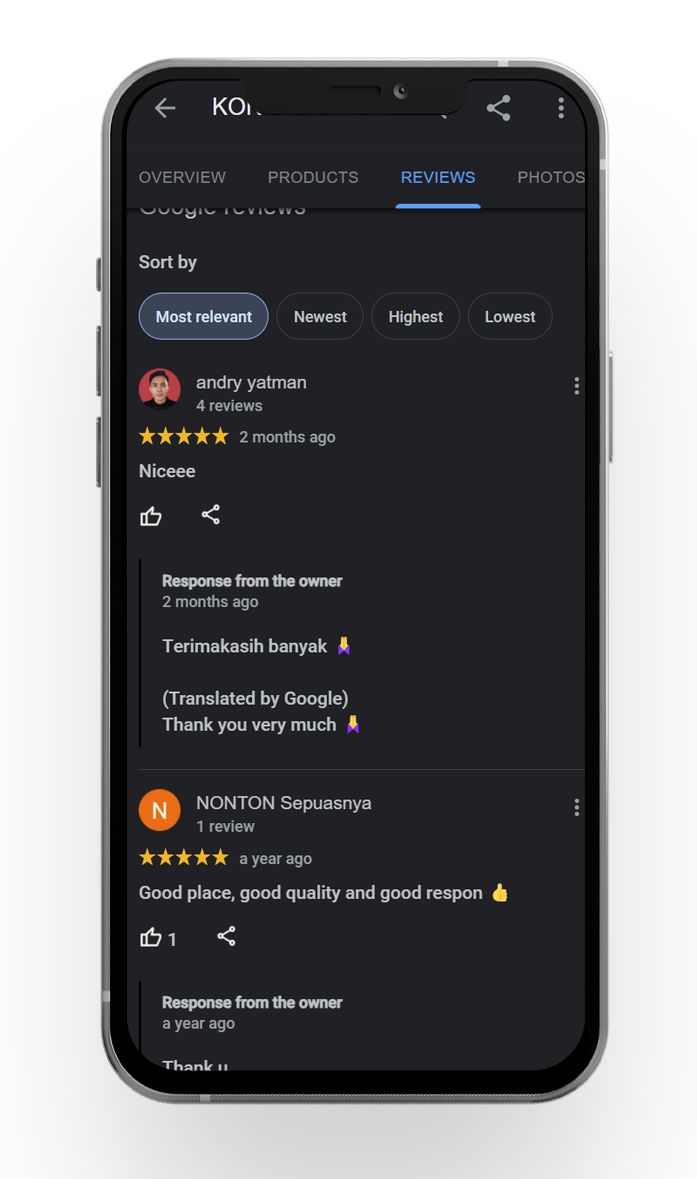 OVERVIEW PRODUCTS REVIEWS PHOTOS
Google reviews
Sort by
Most relevant Newest Highest Lowest
andry yatman
4 reviews
2 months ago
Niceee
Response from the owner
2 months ago
Terimakasih banyak 🙏
(Translated by Google)
Thank you very much 🙏
N NONTON Sepuasnya
1 review
a year ago
Good place, good quality and good respon 👍
1
Response from the owner
a year ago
Thank u